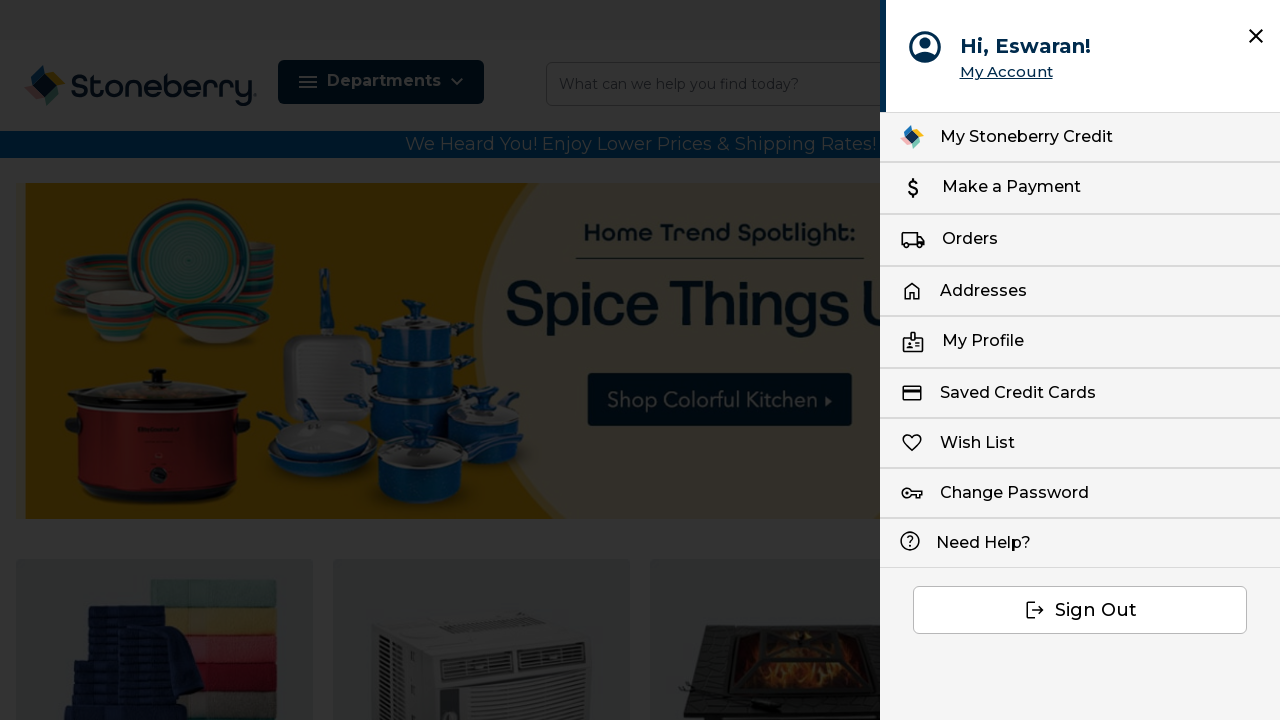 Stoneberry
Departments
What can we help you find today?
We Heard You! Enjoy Lower Prices & Shipping Rates!
Home Trend Spotlight:
Spice Things U
Shop Colorful Kitchen
Hi, Eswaran!
My Account
My Stoneberry Credit
Make a Payment
Orders
Addresses
My Profile
Saved Credit Cards
Wish List
Change Password
Need Help?
Sign Out